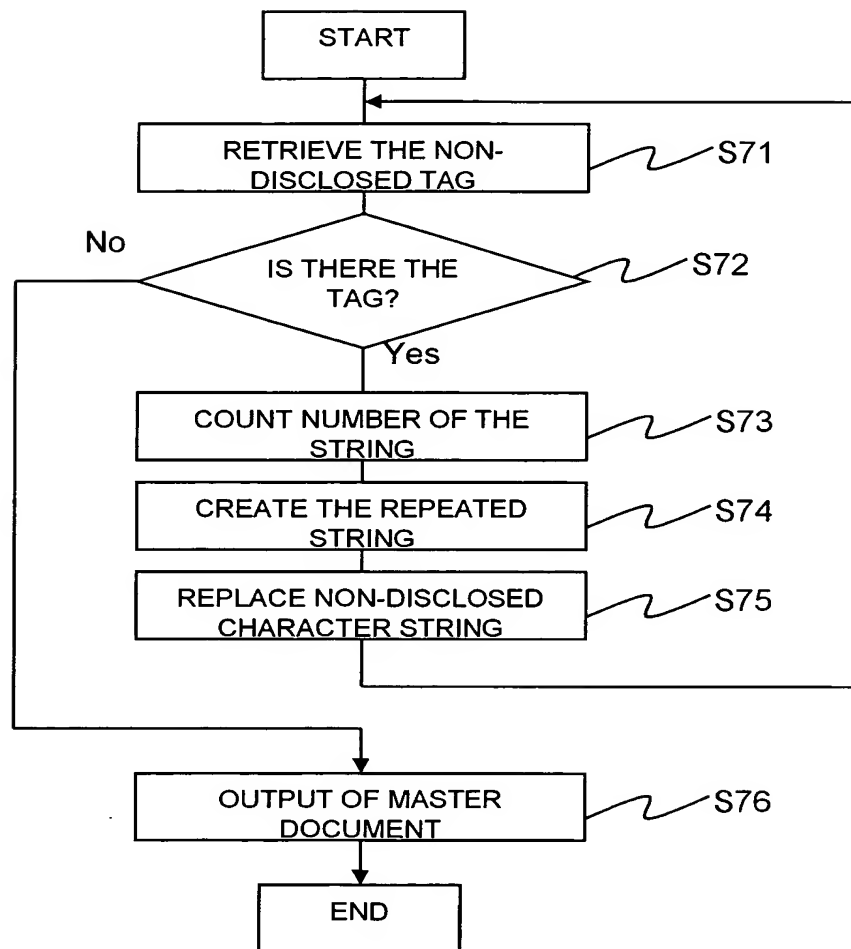 START
RETRIEVE THE NON-
DISCLOSED TAG
S71
No
IS THERE THE
TAG?
S72
Yes
COUNT NUMBER OF THE
STRING
S73
CREATE THE REPEATED
STRING
S74
REPLACE NON-DISCLOSED
CHARACTER STRING
S75
OUTPUT OF MASTER
DOCUMENT
S76
END